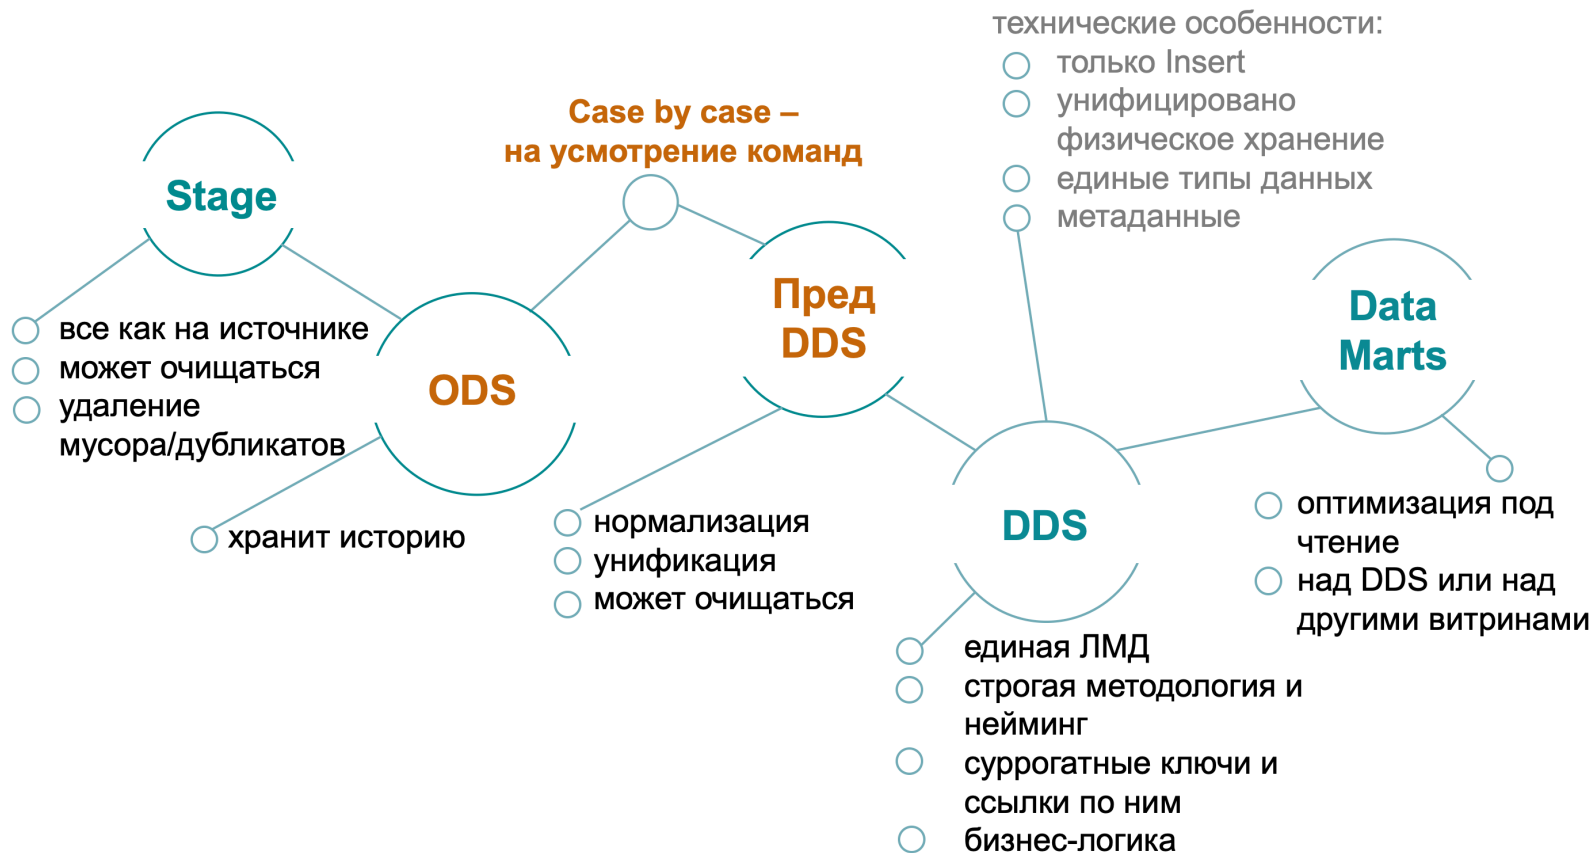 технические особенности:
только Insert
унифицировано
физическое хранение
единые типы данных
метаданные
Case by case –
на усмотрение команд
Stage
все как на источнике
может очищаться
удаление
мусора/дубликатов
ODS
хранит историю
Пред
DDS
нормализация
унификация
может очищаться
DDS
единая ЛМД
строгая методология и
нейминг
суррогатные ключи и
ссылки по ним
бизнес-логика
Data
Marts
оптимизация под
чтение
над DDS или над
другими витринами